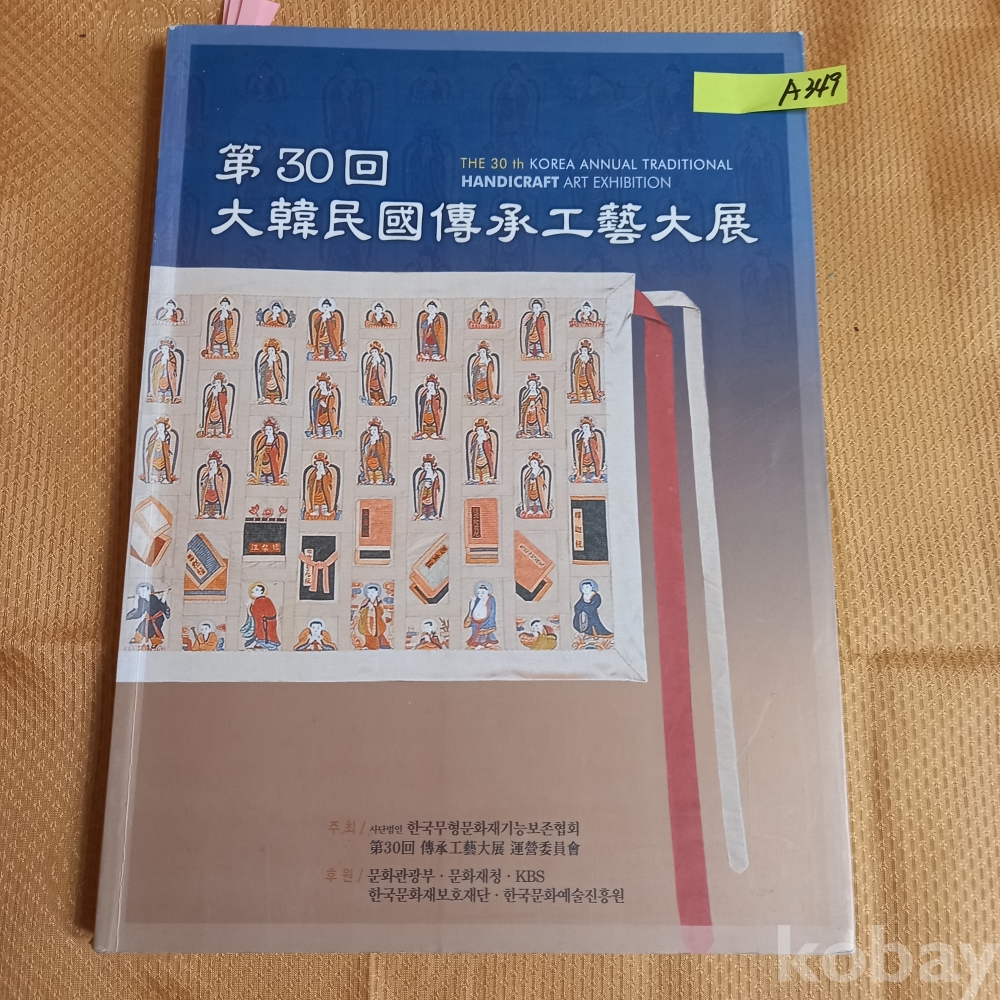 A349
第30回
THE 30 th KOREA ANNUAL TRADITIONAL
HANDICRAFT ART EXHIBITION
大韓民國傳承工藝大展
주최 / 사단법인 한국무형문화재기능보존협회
第30回 傳承工藝大展 運營委員會
후원 / 문화관광부 · 문화재청 · KBS
한국문화재보호재단 · 한국문화예술진흥원
kobay